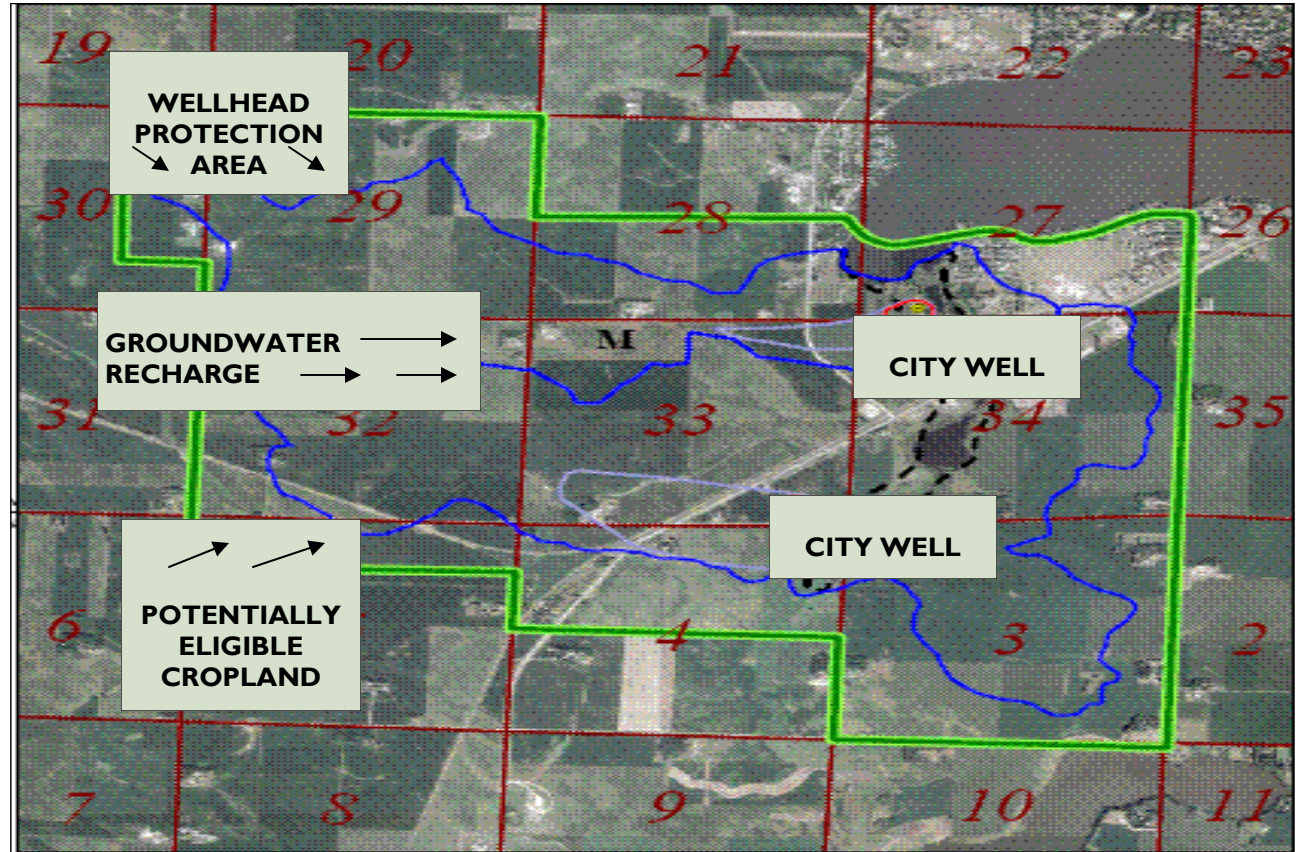 19 20 21 22 23
WELLHEAD
PROTECTION
AREA
30 29 28 27 26
M
GROUNDWATER
RECHARGE
CITY WELL
31 32 33 34 35
CITY WELL
6 4 3 2
POTENTIALLY
ELIGIBLE
CROPLAND
7 8 9 10 11